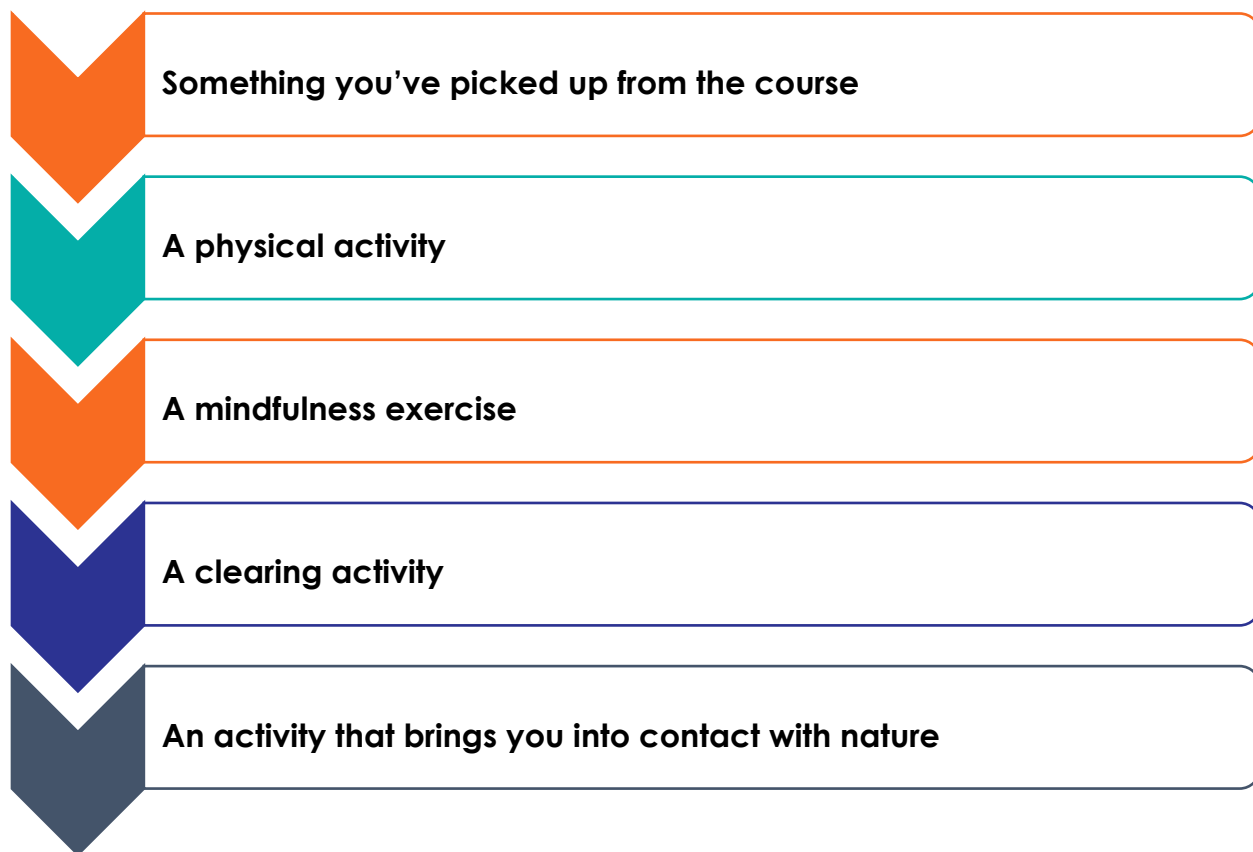 Something you’ve picked up from the course
A physical activity
A mindfulness exercise
A clearing activity
An activity that brings you into contact with nature